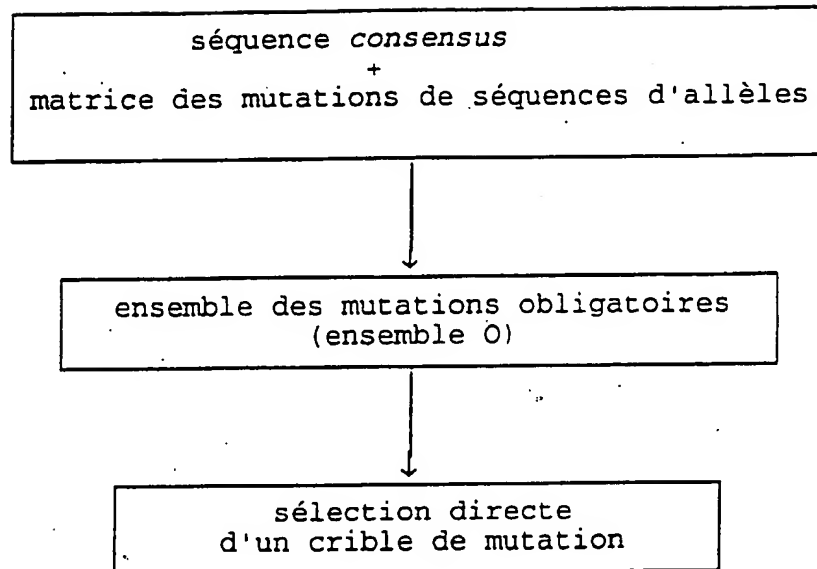 séquence consensus
+
matrice des mutations de séquences d'allèles
ensemble des mutations obligatoires
(ensemble O)
sélection directe
d'un crible de mutation